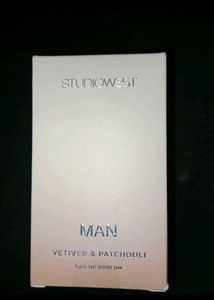 STUDIOWEST
MAN
VETIVER & PATCHOULI
EAU DE PARFUM